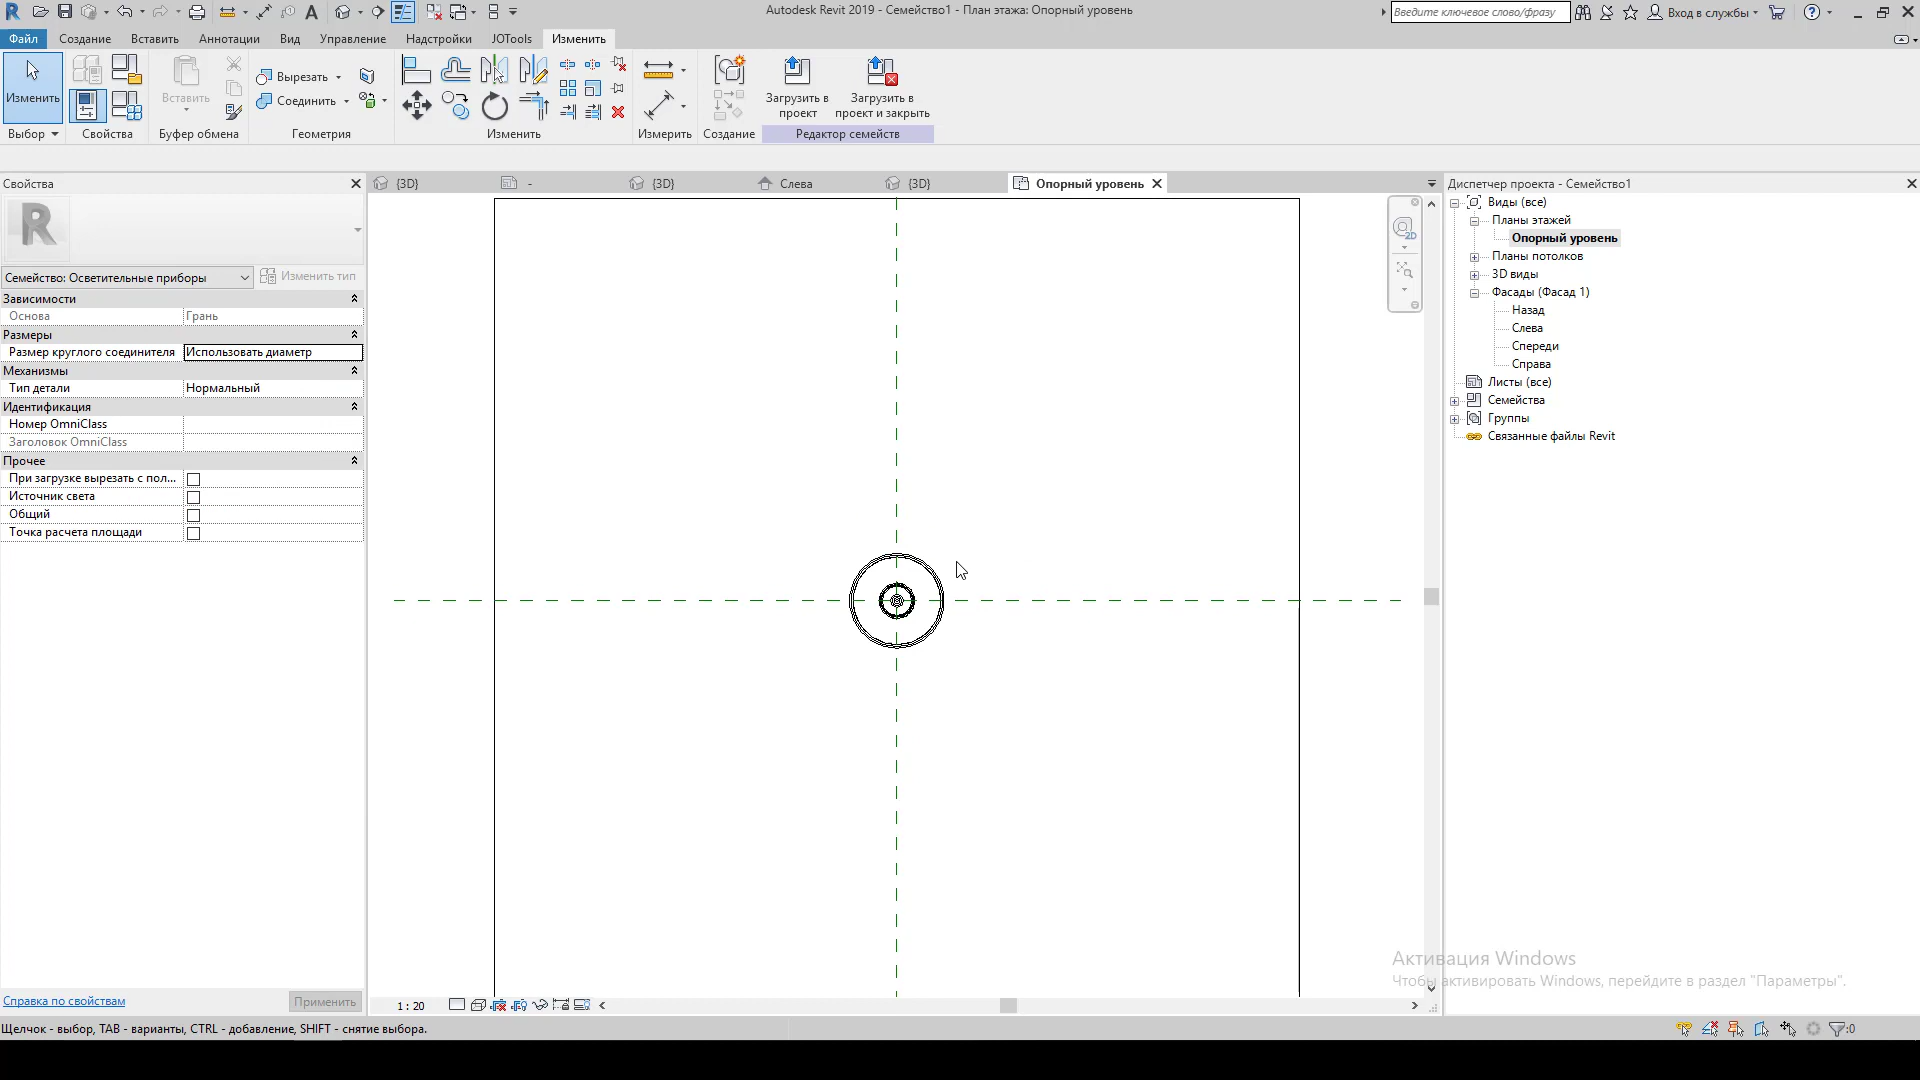 Autodesk Revit 2019 - Семейство1 - План этажа: Опорный уровень
Введите ключевое слово/фразу
Вход в службы
Файл Создание Вставить Аннотации Вид Управление Надстройки JOTools Изменить
Изменить
Вставить
Вырезать
Соединить
Загрузить в проект
Загрузить в проект и закрыть
Выбор Свойства Буфер обмена Геометрия Изменить Измерить Создание Редактор семейств
Свойства
{3D}
-
{3D}
Слева
{3D}
Опорный уровень
Диспетчер проекта - Семейство1
R
Семейство: Осветительные приборы
Изменить тип
Зависимости
Основа Грань
Размеры
Размер круглого соединителя Использовать диаметр
Механизмы
Тип детали Нормальный
Идентификация
Номер OmniClass
Заголовок OmniClass
Прочее
При загрузке вырезать с пол...
Источник света
Общий
Точка расчета площади
Справка по свойствам
Применить
2D
Виды (все)
Планы этажей
Опорный уровень
Планы потолков
3D виды
Фасады (Фасад 1)
Назад
Слева
Спереди
Справа
Листы (все)
Семейства
Группы
Связанные файлы Revit
Активация Windows
Чтобы активировать Windows, перейдите в раздел "Параметры".
1 : 20
Щелчок - выбор, TAB - варианты, CTRL - добавление, SHIFT - снятие выбора.
:0